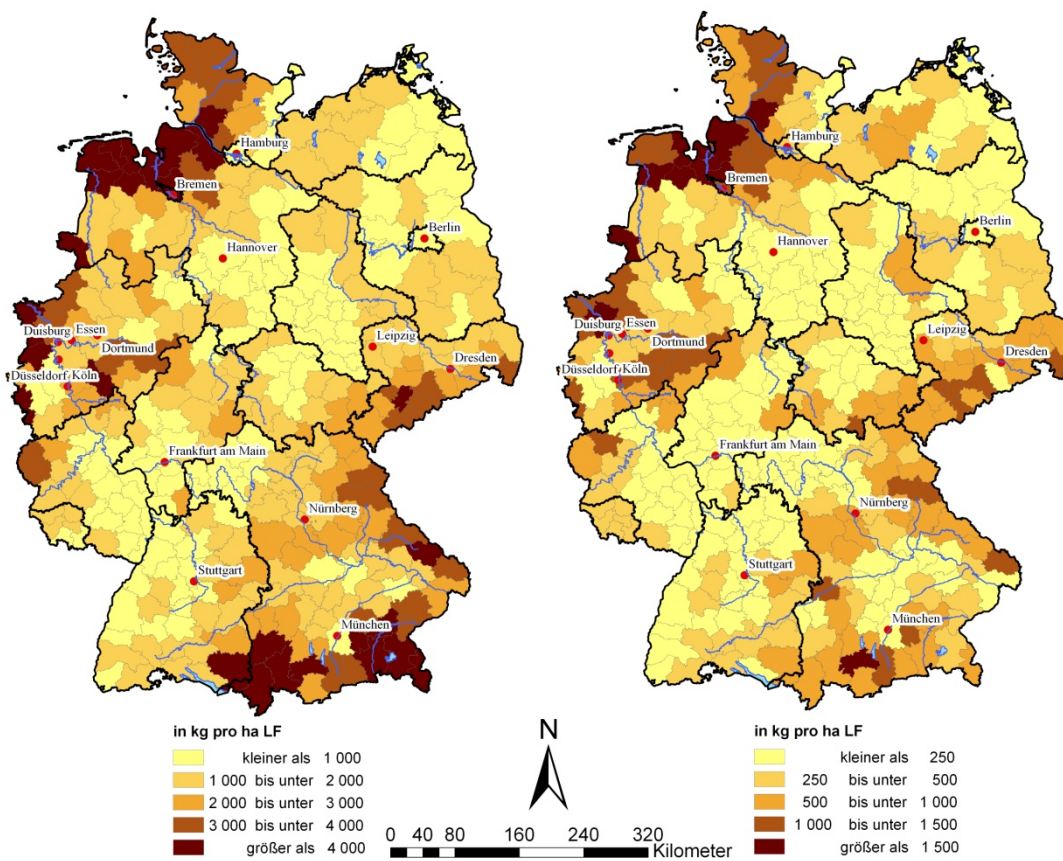 Hamburg
Bremen
Berlin
Hannover
Duisburg Essen
Dortmund
Leipzig
Düsseldorf Köln
Dresden
Frankfurt am Main
Nürnberg
Stuttgart
München
Hamburg
Bremen
Berlin
Hannover
Duisburg Essen
Dortmund
Leipzig
Düsseldorf Köln
Dresden
Frankfurt am Main
Nürnberg
Stuttgart
München
in kg pro ha LF
kleiner als 1 000
1 000 bis unter 2 000
2 000 bis unter 3 000
3 000 bis unter 4 000
größer als 4 000
N
0 20 40 80 160 240 320
Kilometer
in kg pro ha LF
kleiner als 250
250 bis unter 500
500 bis unter 1 000
1 000 bis unter 1 500
größer als 1 500